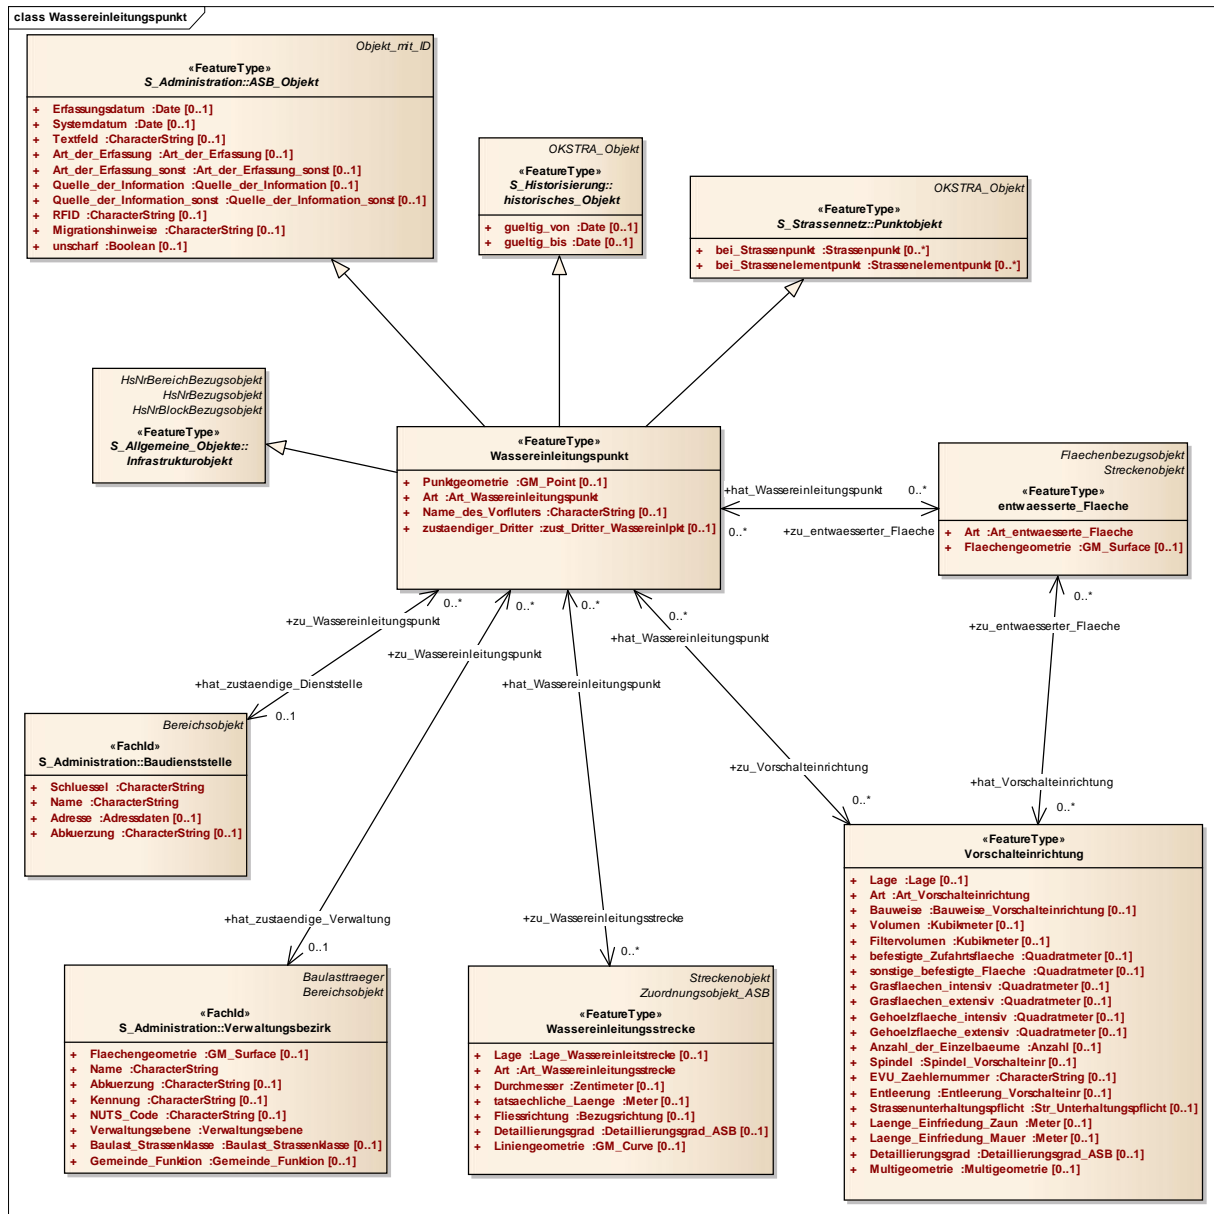 class Wassereinleitungspunkt
Objekt_mit_ID
«FeatureType»
S_Administration::ASB_Objekt
+ Erfassungsdatum :Date [0..1]
+ Systemdatum :Date [0..1]
+ Textfeld :CharacterString [0..1]
+ Art_der_Erfassung :Art_der_Erfassung [0..1]
+ Art_der_Erfassung_sonst :Art_der_Erfassung_sonst [0..1]
+ Quelle_der_Information :Quelle_der_Information [0..1]
+ Quelle_der_Information_sonst :Quelle_der_Information_sonst [0..1]
+ RFID :CharacterString [0..1]
+ Migrationshinweise :CharacterString [0..1]
+ unscharf :Boolean [0..1]
OKSTRA_Objekt
«FeatureType»
S_Historisierung::
historisches_Objekt
+ gueltig_von :Date [0..1]
+ gueltig_bis :Date [0..1]
OKSTRA_Objekt
«FeatureType»
S_Strassennetz::Punktobjekt
+ bei_Strassenpunkt :Strassenpunkt [0..*]
+ bei_Strassenelementpunkt :Strassenelementpunkt [0..*]
HsNrBereichBezugsobjekt
HsNrBezugsobjekt
HsNrBlockBezugsobjekt
«FeatureType»
S_Allgemeine_Objekte::
Infrastrukturobjekt
«FeatureType»
Wassereinleitungspunkt
+ Punktgeometrie :GM_Point [0..1]
+ Art :Art_Wassereinleitungspunkt
+ Name_des_Vorfluters :CharacterString [0..1]
+ zustaendiger_Dritter :zust_Dritter_Wassereinlpkt [0..1]
Flaechenbezugsobjekt
Streckenobjekt
«FeatureType»
entwaesserte_Flaeche
+ Art :Art_entwaesserte_Flaeche
+ Flaechengeometrie :GM_Surface [0..1]
+hat_Wassereinleitungspunkt 0..*
0..* +zu_entwaesserter_Flaeche
0..*
0..*
0..*
0..*
0..*
+zu_Wassereinleitungspunkt
+hat_Wassereinleitungspunkt
+zu_entwaesserter_Flaeche
+zu_Wassereinleitungspunkt
+hat_zustaendige_Dienststelle
+hat_Wassereinleitungspunkt
0..1
Bereichsobjekt
«FachId»
S_Administration::Baudienststelle
+ Schluessel :CharacterString
+ Name :CharacterString
+ Adresse :Adressdaten [0..1]
+ Abkuerzung :CharacterString [0..1]
+zu_Vorschalteinrichtung
0..*
+hat_Vorschalteinrichtung
0..*
+hat_zustaendige_Verwaltung
0..1
+zu_Wassereinleitungsstrecke
0..*
Baulasttraeger
Bereichsobjekt
«FachId»
S_Administration::Verwaltungsbezirk
+ Flaechengeometrie :GM_Surface [0..1]
+ Name :CharacterString
+ Abkuerzung :CharacterString [0..1]
+ Kennung :CharacterString [0..1]
+ NUTS_Code :CharacterString [0..1]
+ Verwaltungsebene :Verwaltungsebene
+ Baulast_Strassenklasse :Baulast_Strassenklasse [0..1]
+ Gemeinde_Funktion :Gemeinde_Funktion [0..1]
Streckenobjekt
Zuordnungsobjekt_ASB
«FeatureType»
Wassereinleitungsstrecke
+ Lage :Lage_Wassereinleitstrecke [0..1]
+ Art :Art_Wassereinleitungsstrecke
+ Durchmesser :Zentimeter [0..1]
+ tatsaechliche_Laenge :Meter [0..1]
+ Fliessrichtung :Bezugsrichtung [0..1]
+ Detaillierungsgrad :Detaillierungsgrad_ASB [0..1]
+ Liniengeometrie :GM_Curve [0..1]
«FeatureType»
Vorschalteinrichtung
+ Lage :Lage [0..1]
+ Art :Art_Vorschalteinrichtung
+ Bauweise :Bauweise_Vorschalteinrichtung [0..1]
+ Volumen :Kubikmeter [0..1]
+ Filtervolumen :Kubikmeter [0..1]
+ befestigte_Zufahrtsflaeche :Quadratmeter [0..1]
+ sonstige_befestigte_Flaeche :Quadratmeter [0..1]
+ Grasflaechen_intensiv :Quadratmeter [0..1]
+ Grasflaechen_extensiv :Quadratmeter [0..1]
+ Gehoelzflaeche_intensiv :Quadratmeter [0..1]
+ Gehoelzflaeche_extensiv :Quadratmeter [0..1]
+ Anzahl_der_Einzelbaeume :Anzahl [0..1]
+ Spindel :Spindel_Vorschalteinr [0..1]
+ EVU_Zaehlernummer :CharacterString [0..1]
+ Entleerung :Entleerung_Vorschalteinr [0..1]
+ Strassenunterhaltungspflicht :Str_Unterhaltungspflicht [0..1]
+ Laenge_Einfriedung_Zaun :Meter [0..1]
+ Laenge_Einfriedung_Mauer :Meter [0..1]
+ Detaillierungsgrad :Detaillierungsgrad_ASB [0..1]
+ Multigeometrie :Multigeometrie [0..1]